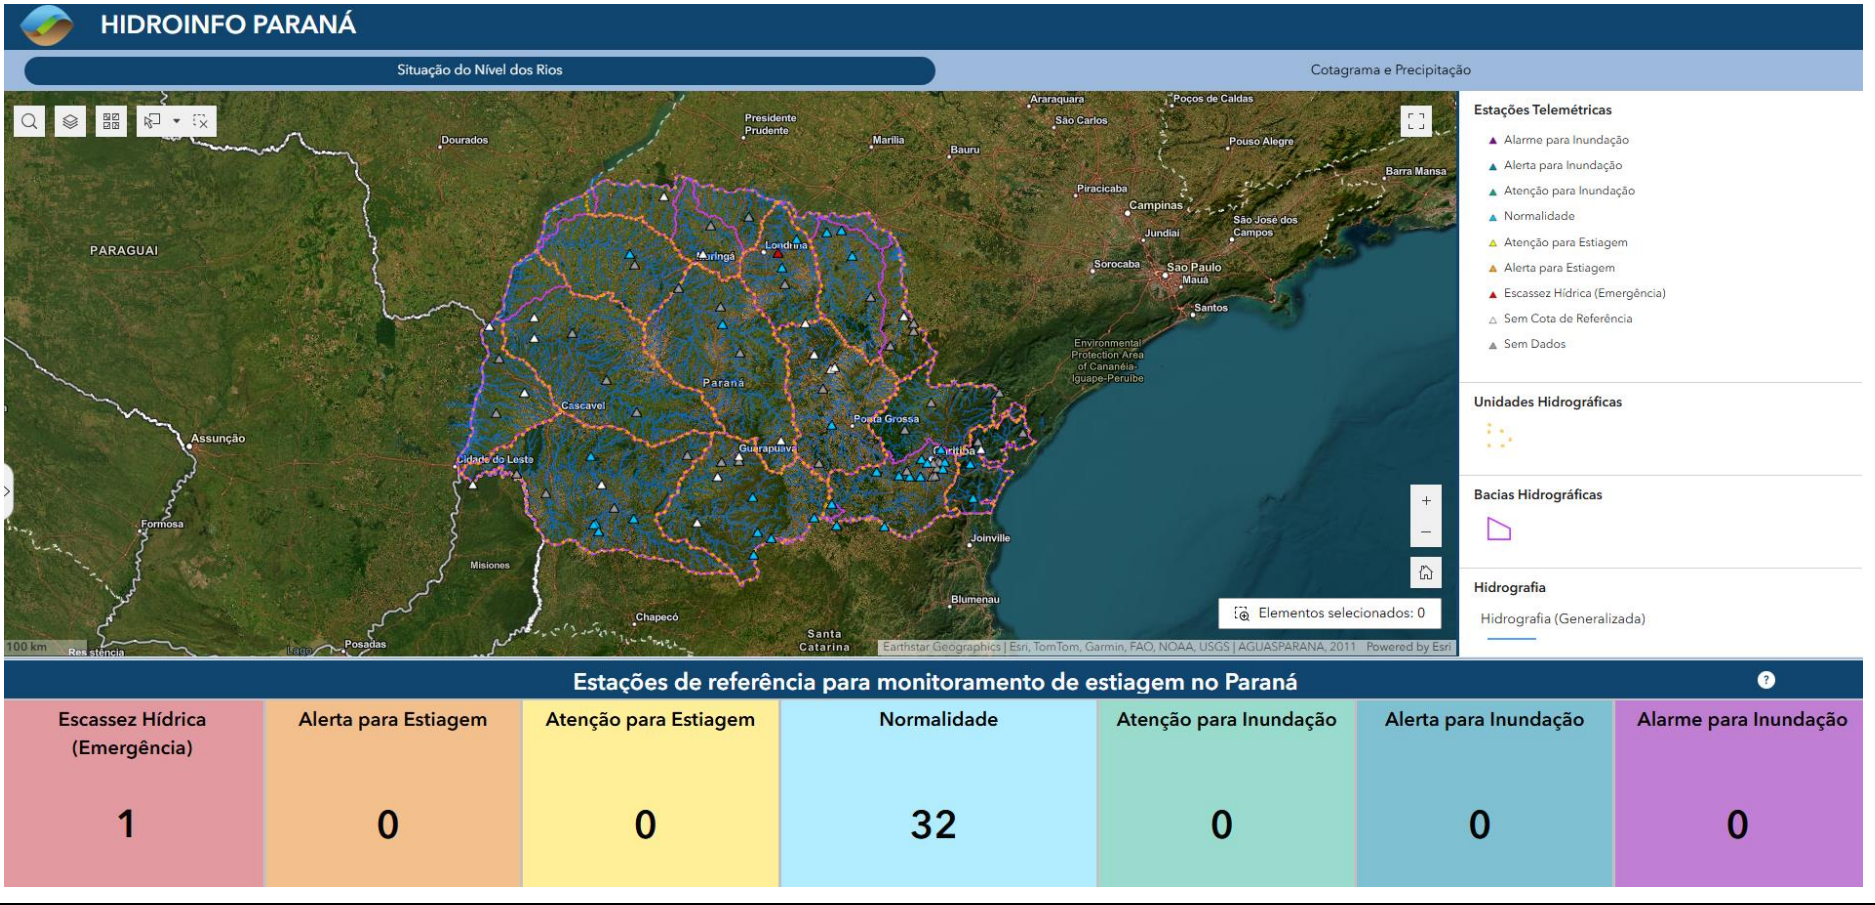 HIDROINFO PARANÁ
Situação do Nível dos Rios
Cotagrama e Precipitação
Araraquara
Poços de Caldas
Presidente
Prudente
São Carlos
Dourados
Marília
Bauru
Pouso Alegre
Barra Mansa
Piracicaba
Campinas
São José dos
Campos
Jundiaí
PARAGUAI
Londrina
Maringá
Sorocaba
Sao Paulo
Mauá
Santos
Environmental
Protection Area
of Cananéia-
Iguape-Peruíbe
Paraná
Cascavel
Ponta Grossa
Assunção
Guarapuava
Curitiba
Cidade do Leste
Formosa
Joinville
Misiones
Blumenau
Chapecó
Santa
Catarina
Posadas
Lago
Resistência
100 km
Elementos selecionados: 0
Earthstar Geographics | Esri, TomTom, Garmin, FAO, NOAA, USGS | AGUASPARANA, 2011 Powered by Esri
Estações Telemétricas
Alarme para Inundação
Alerta para Inundação
Atenção para Inundação
Normalidade
Atenção para Estiagem
Alerta para Estiagem
Escassez Hídrica (Emergência)
Sem Cota de Referência
Sem Dados
Unidades Hidrográficas
Bacias Hidrográficas
Hidrografia
Hidrografia (Generalizada)
Estações de referência para monitoramento de estiagem no Paraná
?
Escassez Hídrica
(Emergência)
1
Alerta para Estiagem
0
Atenção para Estiagem
0
Normalidade
32
Atenção para Inundação
0
Alerta para Inundação
0
Alarme para Inundação
0